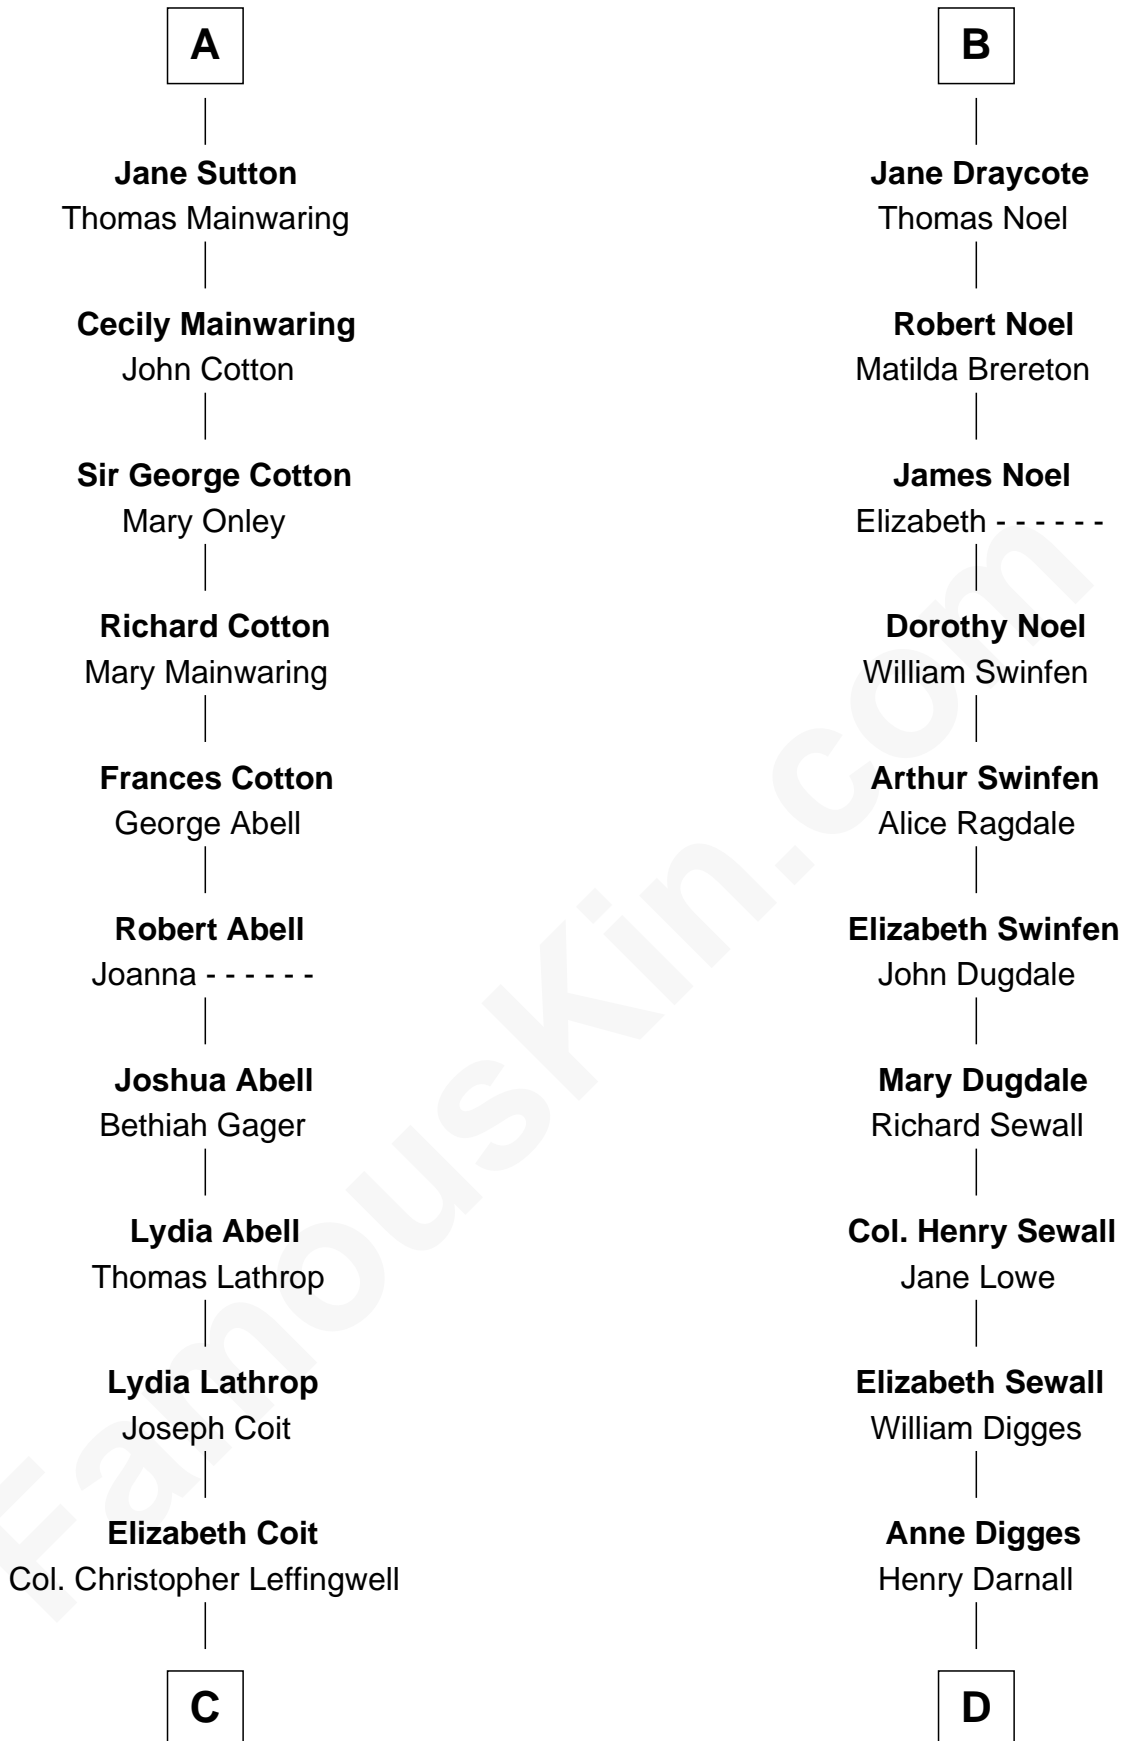 A
Jane Sutton
Thomas Mainwaring
Cecily Mainwaring
John Cotton
Sir George Cotton
Mary Onley
Richard Cotton
Mary Mainwaring
Frances Cotton
George Abell
Robert Abell
Joanna - - - - - -
Joshua Abell
Bethiah Gager
Lydia Abell
Thomas Lathrop
Lydia Lathrop
Joseph Coit
Elizabeth Coit
Col. Christopher Leffingwell
C
B
Jane Draycote
Thomas Noel
Robert Noel
Matilda Brereton
James Noel
Elizabeth - - - - - -
Dorothy Noel
William Swinfen
Arthur Swinfen
Alice Ragdale
Elizabeth Swinfen
John Dugdale
Mary Dugdale
Richard Sewall
Col. Henry Sewall
Jane Lowe
Elizabeth Sewall
William Digges
Anne Digges
Henry Darnall
D
FamousKin.com